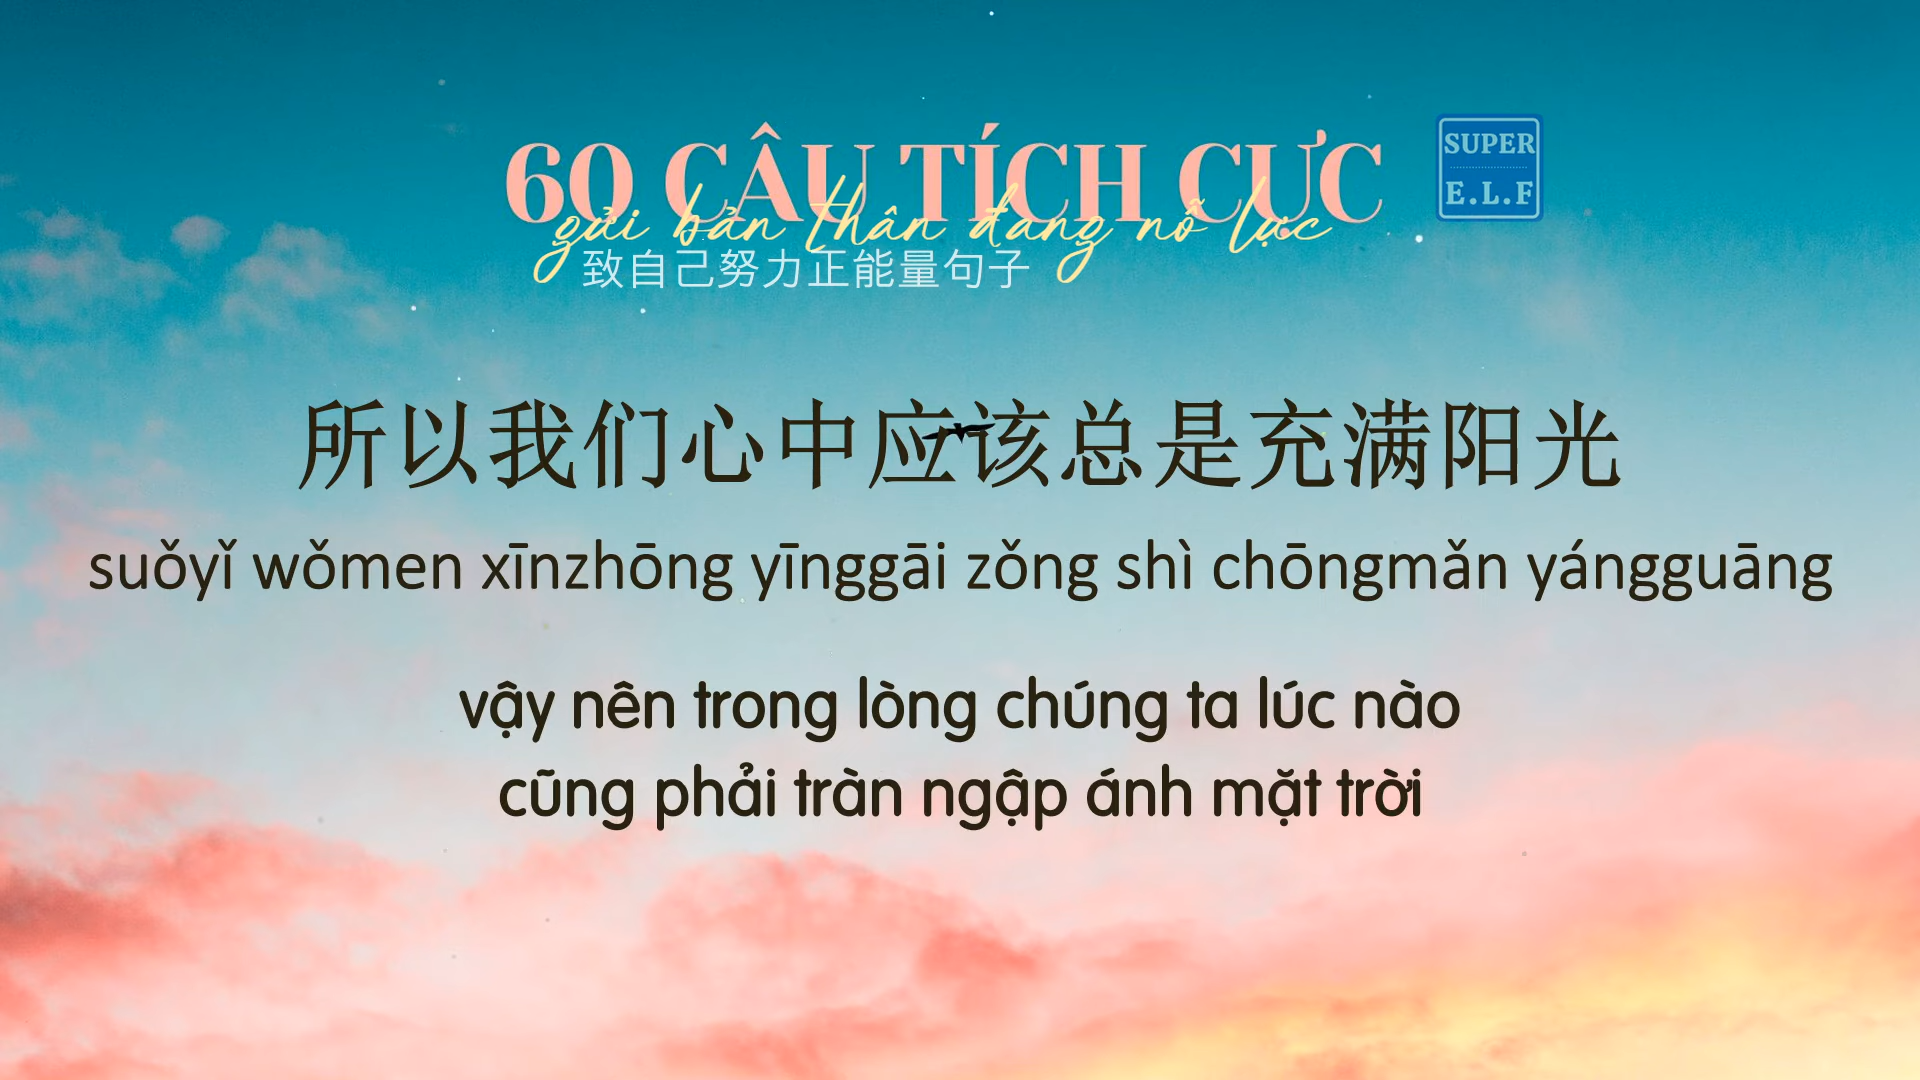 60 CÂU TÍCH CỰC
gửi bản thân đang nỗ lực
致自己努力正能量句子
SUPER
E.L.F
所以我们心中应该总是充满阳光
suǒyǐ wǒmen xīnzhōng yīnggāi zǒng shì chōngmǎn yángguāng
vậy nên trong lòng chúng ta lúc nào
cũng phải tràn ngập ánh mặt trời